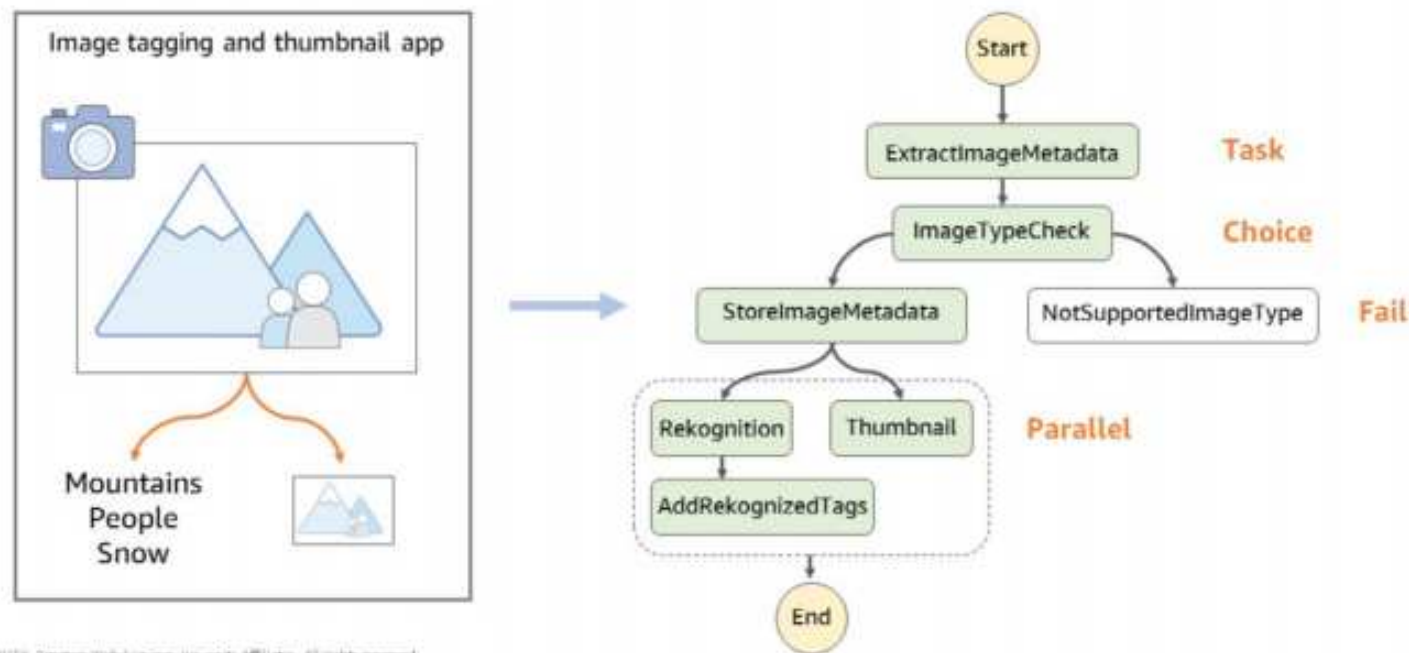 Image tagging and thumbnail app
Mountains
People
Snow
Start
ExtractImageMetadata
Task
ImageTypeCheck
Choice
StoreImageMetadata
NotSupportedImageType
Fail
Rekognition
Thumbnail
Parallel
AddRekognizedTags
End